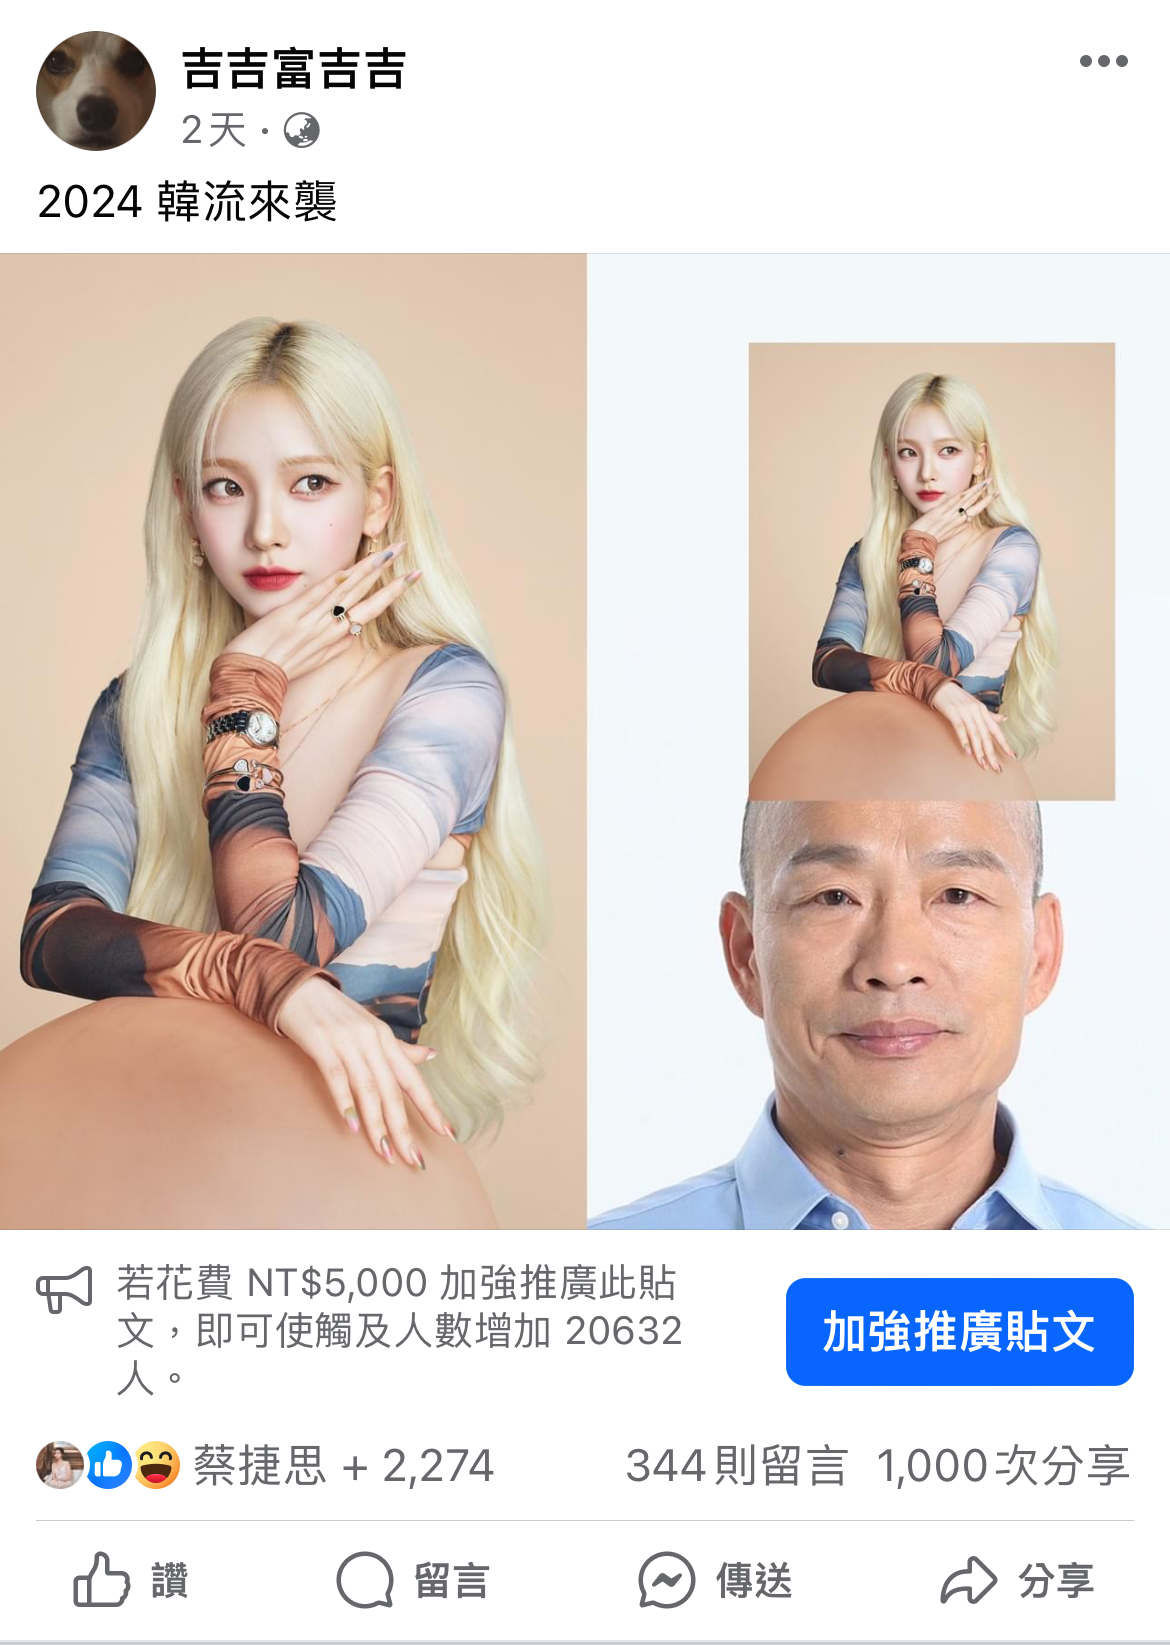 吉吉富吉吉
2天·
2024 韓流來襲
若花費 NT$5,000 加強推廣此貼
文，即可使觸及人數增加 20632
人。
加強推廣貼文
蔡捷思 + 2,274
344則留言 1,000次分享
讚
留言
傳送
分享